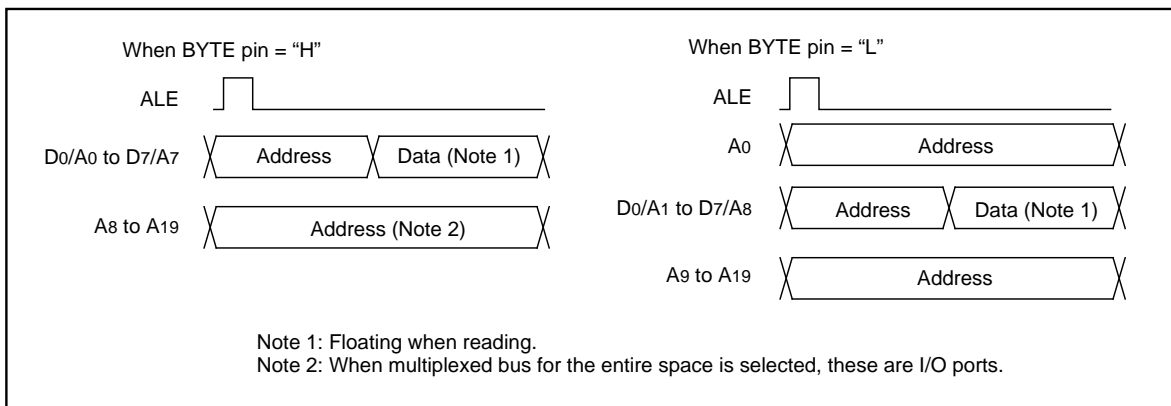 When BYTE pin = “H”
ALE
D0/A0 to D7/A7
Address
Data (Note 1)
A8 to A19
Address (Note 2)
When BYTE pin = “L”
ALE
A0
Address
D0/A1 to D7/A8
Address
Data (Note 1)
A9 to A19
Address
Note 1: Floating when reading.
Note 2: When multiplexed bus for the entire space is selected, these are I/O ports.